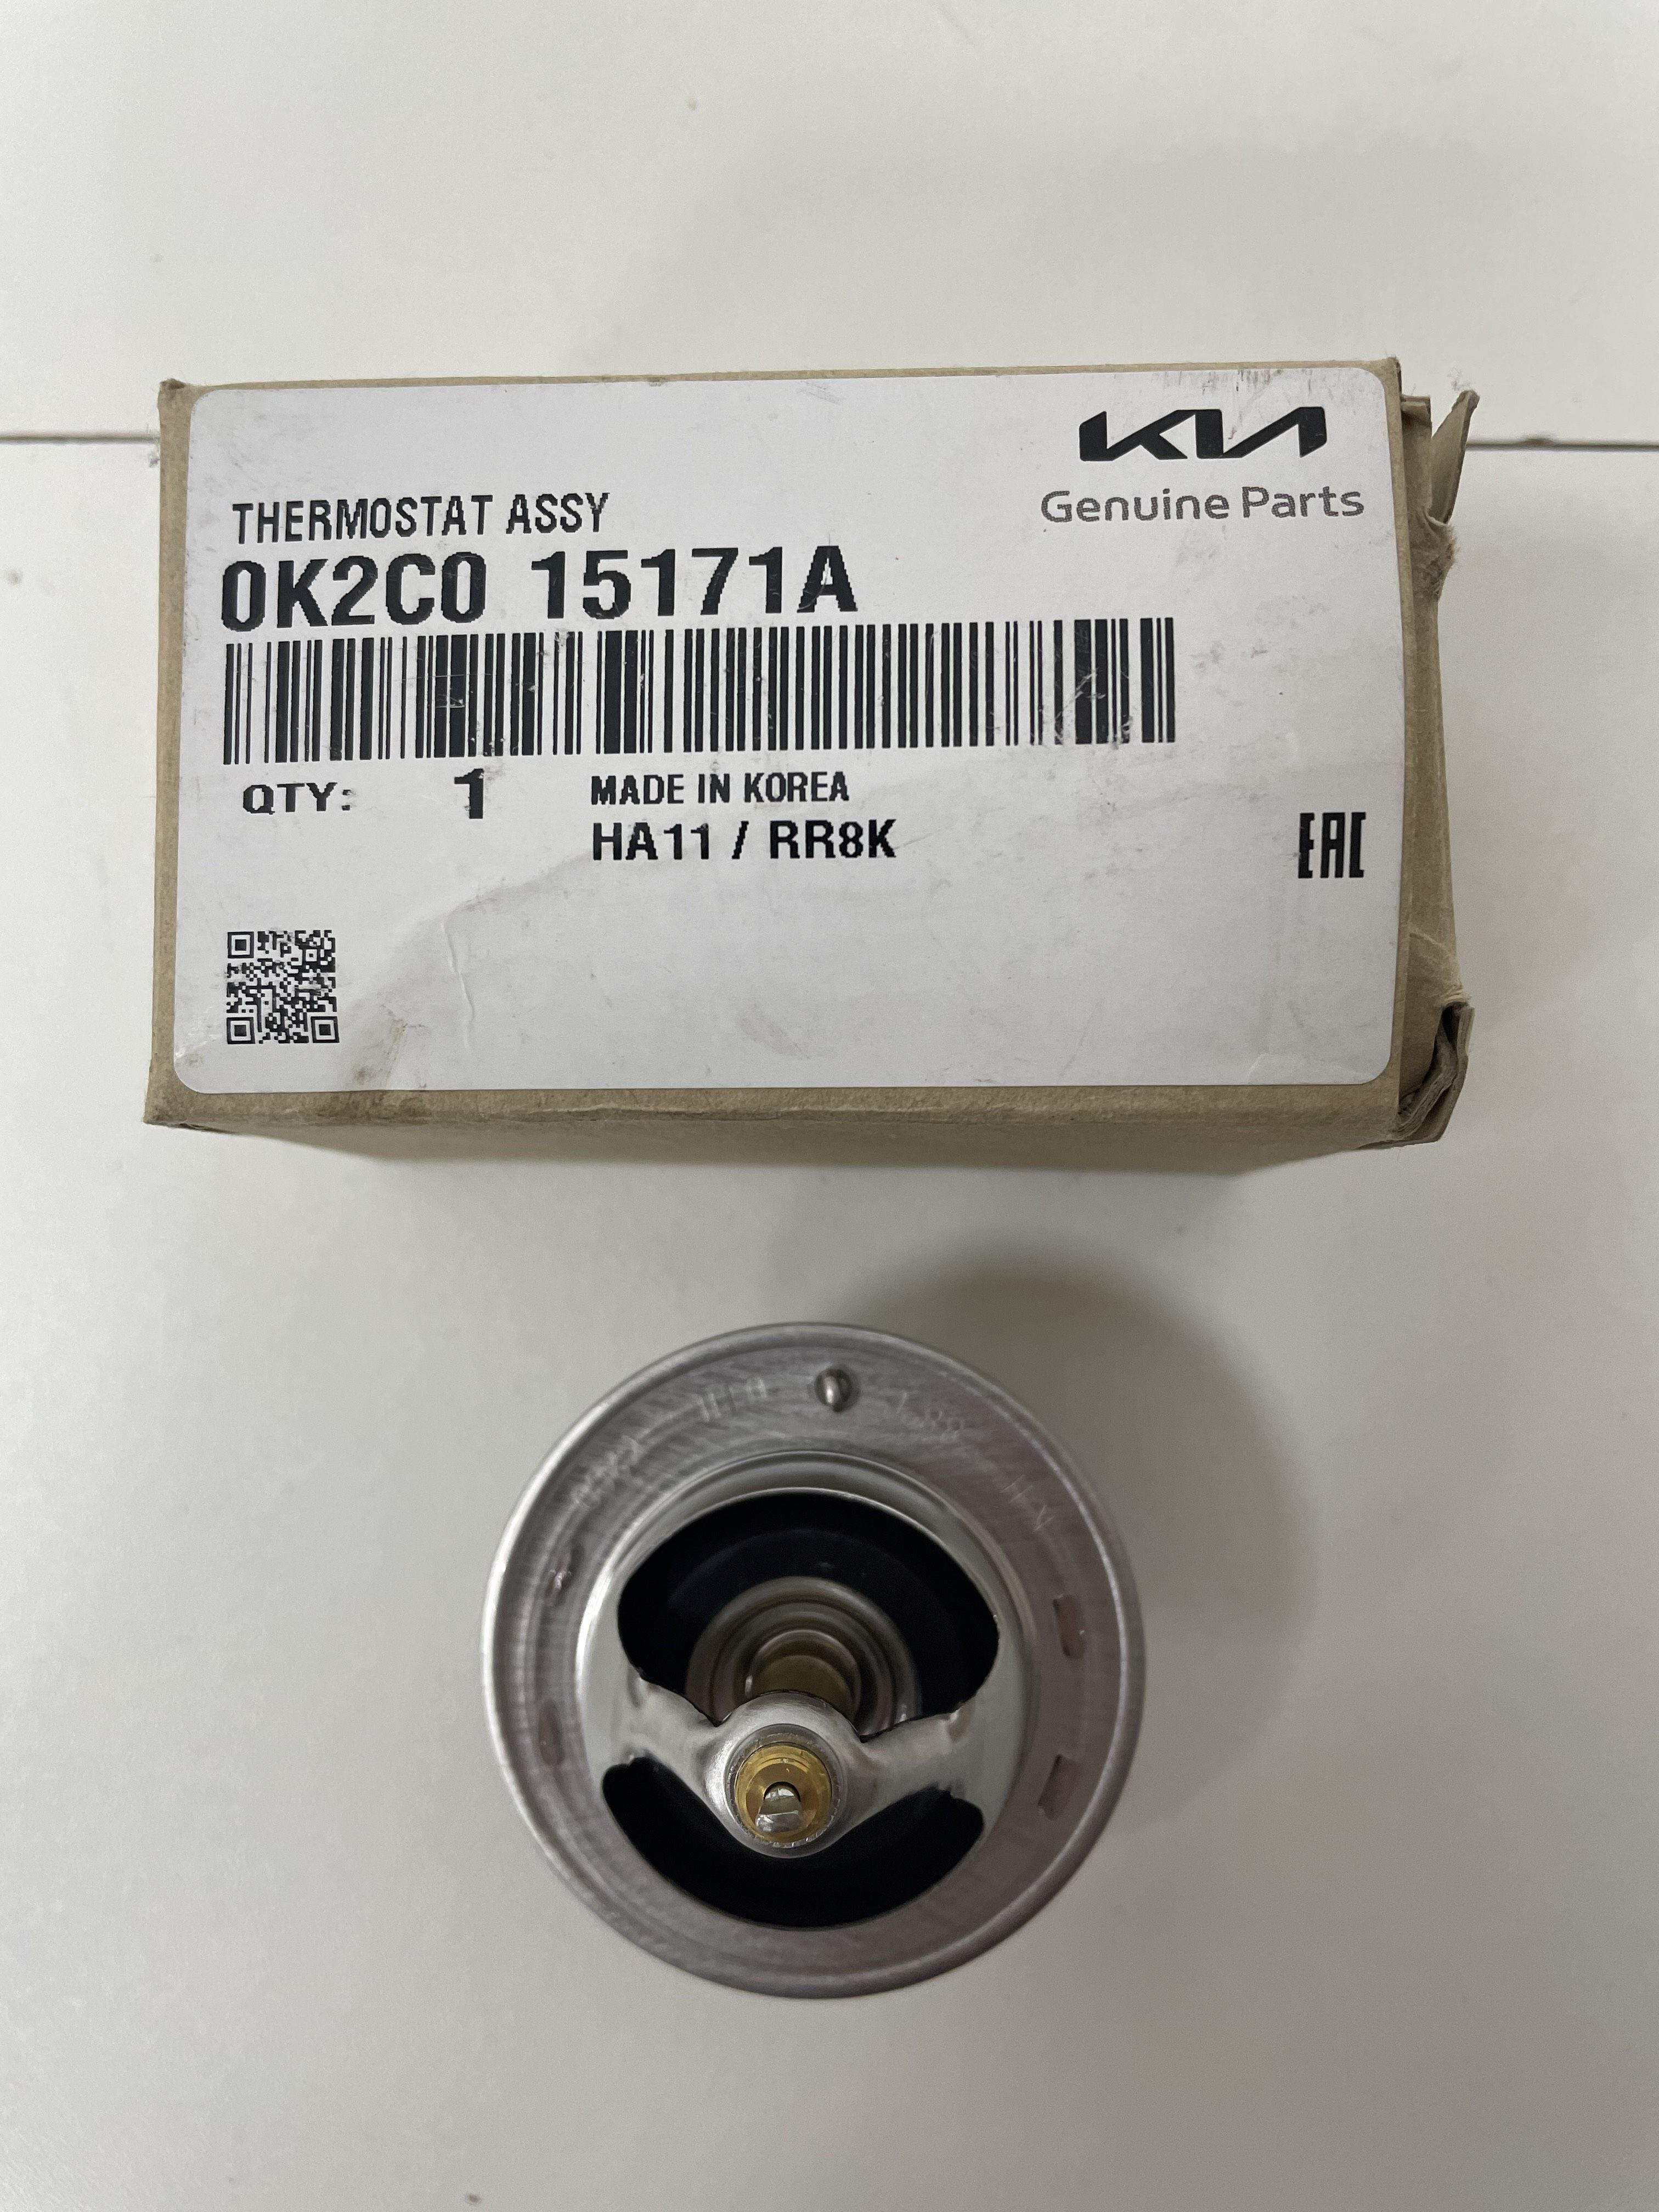 KIA
Genuine Parts
THERMOSTAT ASSY
0K2C0 15171A
QTY: 1
MADE IN KOREA
HA11 / RR8K
EAC